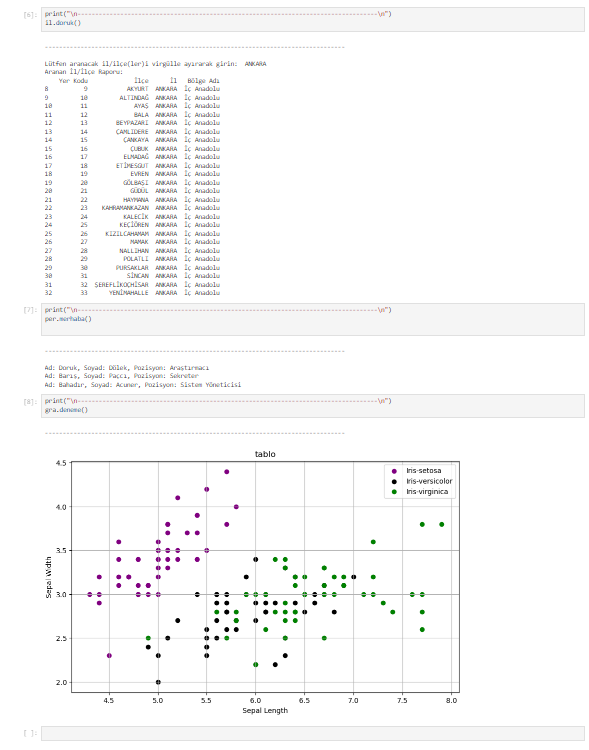 [6]:
print("\n------------------------------------------------------------------------------------\n")
il.doruk()
------------------------------------------------------------------------------------
Lütfen aranacak il/ilçe(ler)i virgülle ayırarak girin: ANKARA
Aranan İl/İlçe Raporu:
Yer Kodu İlçe İl Bölge Adı
8 9 AKYURT ANKARA İç Anadolu
9 10 ALTINDAĞ ANKARA İç Anadolu
10 11 AYAŞ ANKARA İç Anadolu
11 12 BALA ANKARA İç Anadolu
12 13 BEYPAZARI ANKARA İç Anadolu
13 14 ÇAMLIDERE ANKARA İç Anadolu
14 15 ÇANKAYA ANKARA İç Anadolu
15 16 ÇUBUK ANKARA İç Anadolu
16 17 ELMADAĞ ANKARA İç Anadolu
17 18 ETİMESGUT ANKARA İç Anadolu
18 19 EVREN ANKARA İç Anadolu
19 20 GÖLBAŞI ANKARA İç Anadolu
20 21 GÜDÜL ANKARA İç Anadolu
21 22 HAYMANA ANKARA İç Anadolu
22 23 KAHRAMANKAZAN ANKARA İç Anadolu
23 24 KALECİK ANKARA İç Anadolu
24 25 KEÇİÖREN ANKARA İç Anadolu
25 26 KIZILCAHAMAM ANKARA İç Anadolu
26 27 MAMAK ANKARA İç Anadolu
27 28 NALLIHAN ANKARA İç Anadolu
28 29 POLATLI ANKARA İç Anadolu
29 30 PURSAKLAR ANKARA İç Anadolu
30 31 SİNCAN ANKARA İç Anadolu
31 32 ŞEREFLİKOÇHİSAR ANKARA İç Anadolu
32 33 YENİMAHALLE ANKARA İç Anadolu
[7]:
print("\n------------------------------------------------------------------------------------\n")
per.merhaba()
------------------------------------------------------------------------------------
Ad: Doruk, Soyad: Dölek, Pozisyon: Araştırmacı
Ad: Barış, Soyad: Paçcı, Pozisyon: Sekreter
Ad: Bahadır, Soyad: Acuner, Pozisyon: Sistem Yöneticisi
[8]:
print("\n------------------------------------------------------------------------------------\n")
gra.deneme()
------------------------------------------------------------------------------------
tablo
Iris-setosa
Iris-versicolor
Iris-virginica
4.5
4.0
3.5
3.0
2.5
2.0
Sepal Width
4.5 5.0 5.5 6.0 6.5 7.0 7.5 8.0
Sepal Length
[ ]: